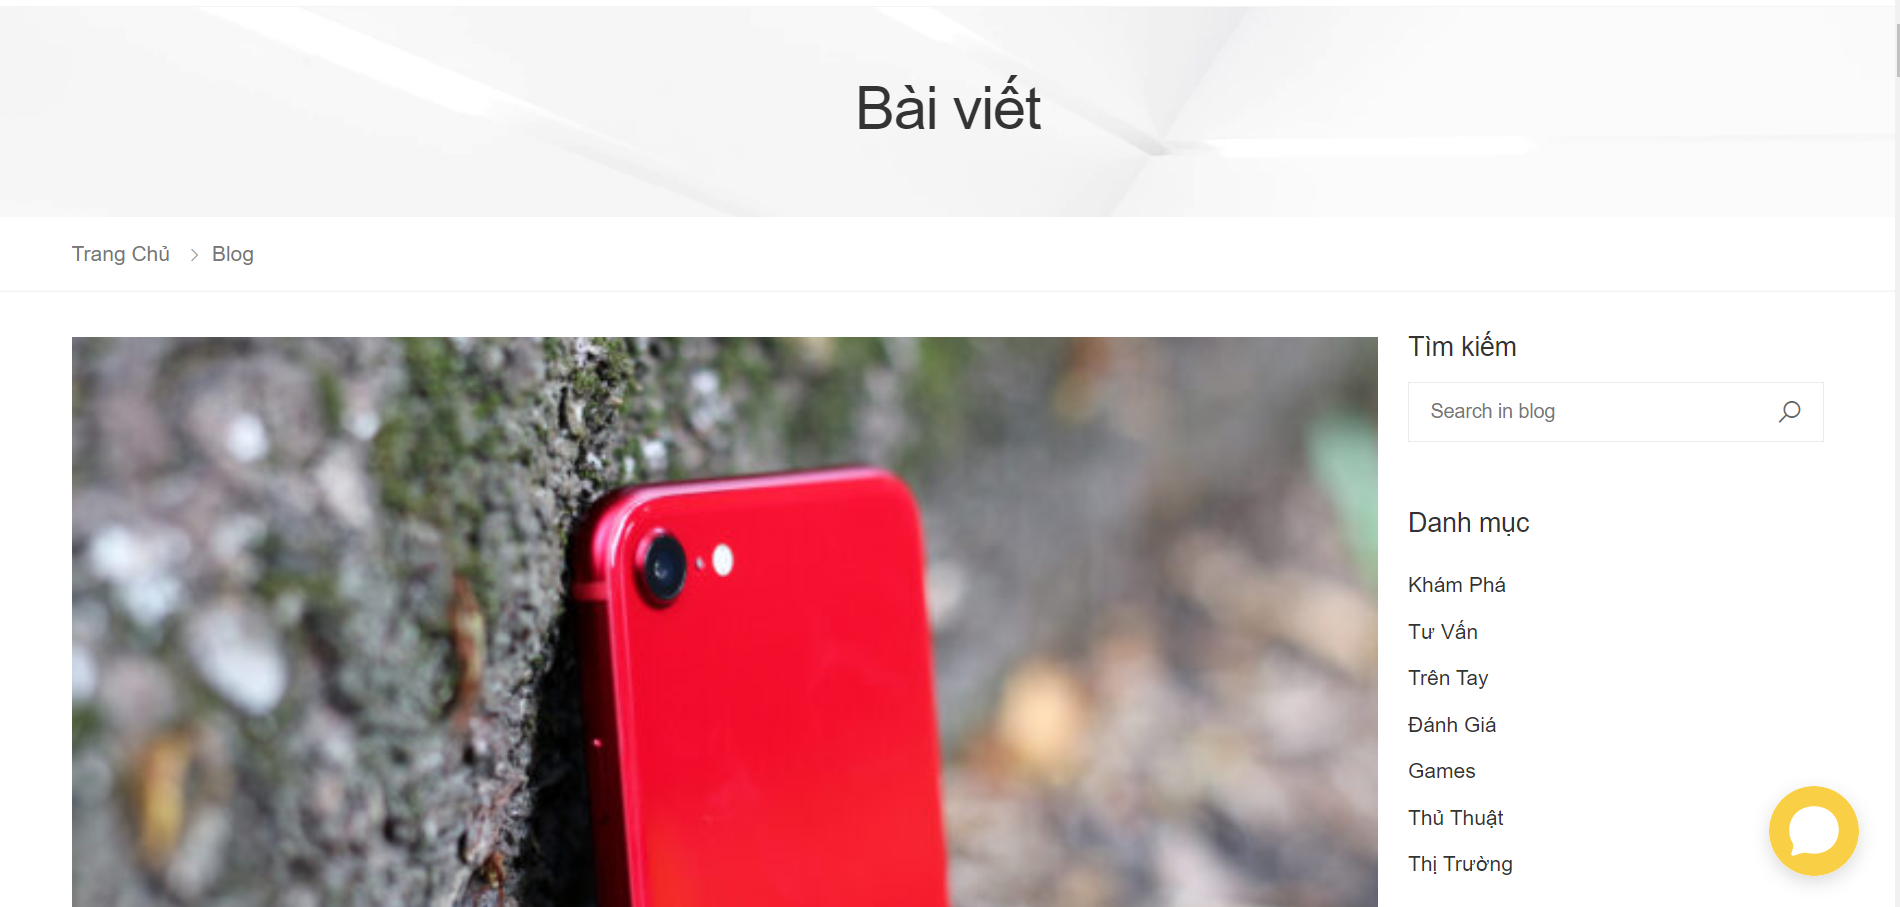 Bài viết
Trang Chủ > Blog
Tìm kiếm
Search in blog
Danh mục
Khám Phá
Tư Vấn
Trên Tay
Đánh Giá
Games
Thủ Thuật
Thị Trường